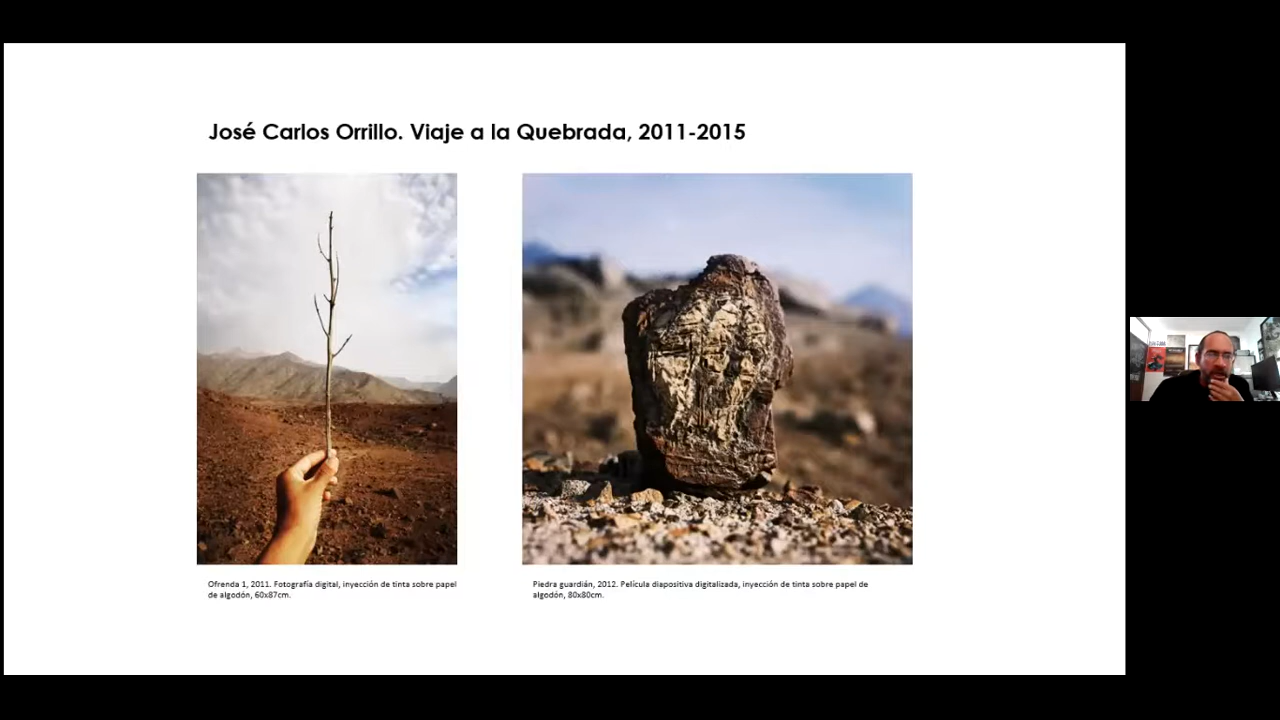 José Carlos Orrillo. Viaje a la Quebrada, 2011-2015
Ofrenda 1, 2011. Fotografía digital, inyección de tinta sobre papel
de algodón, 60x87cm.
Piedra guardián, 2012. Película diapositiva digitalizada, inyección de tinta sobre papel de
algodón, 80x80cm.